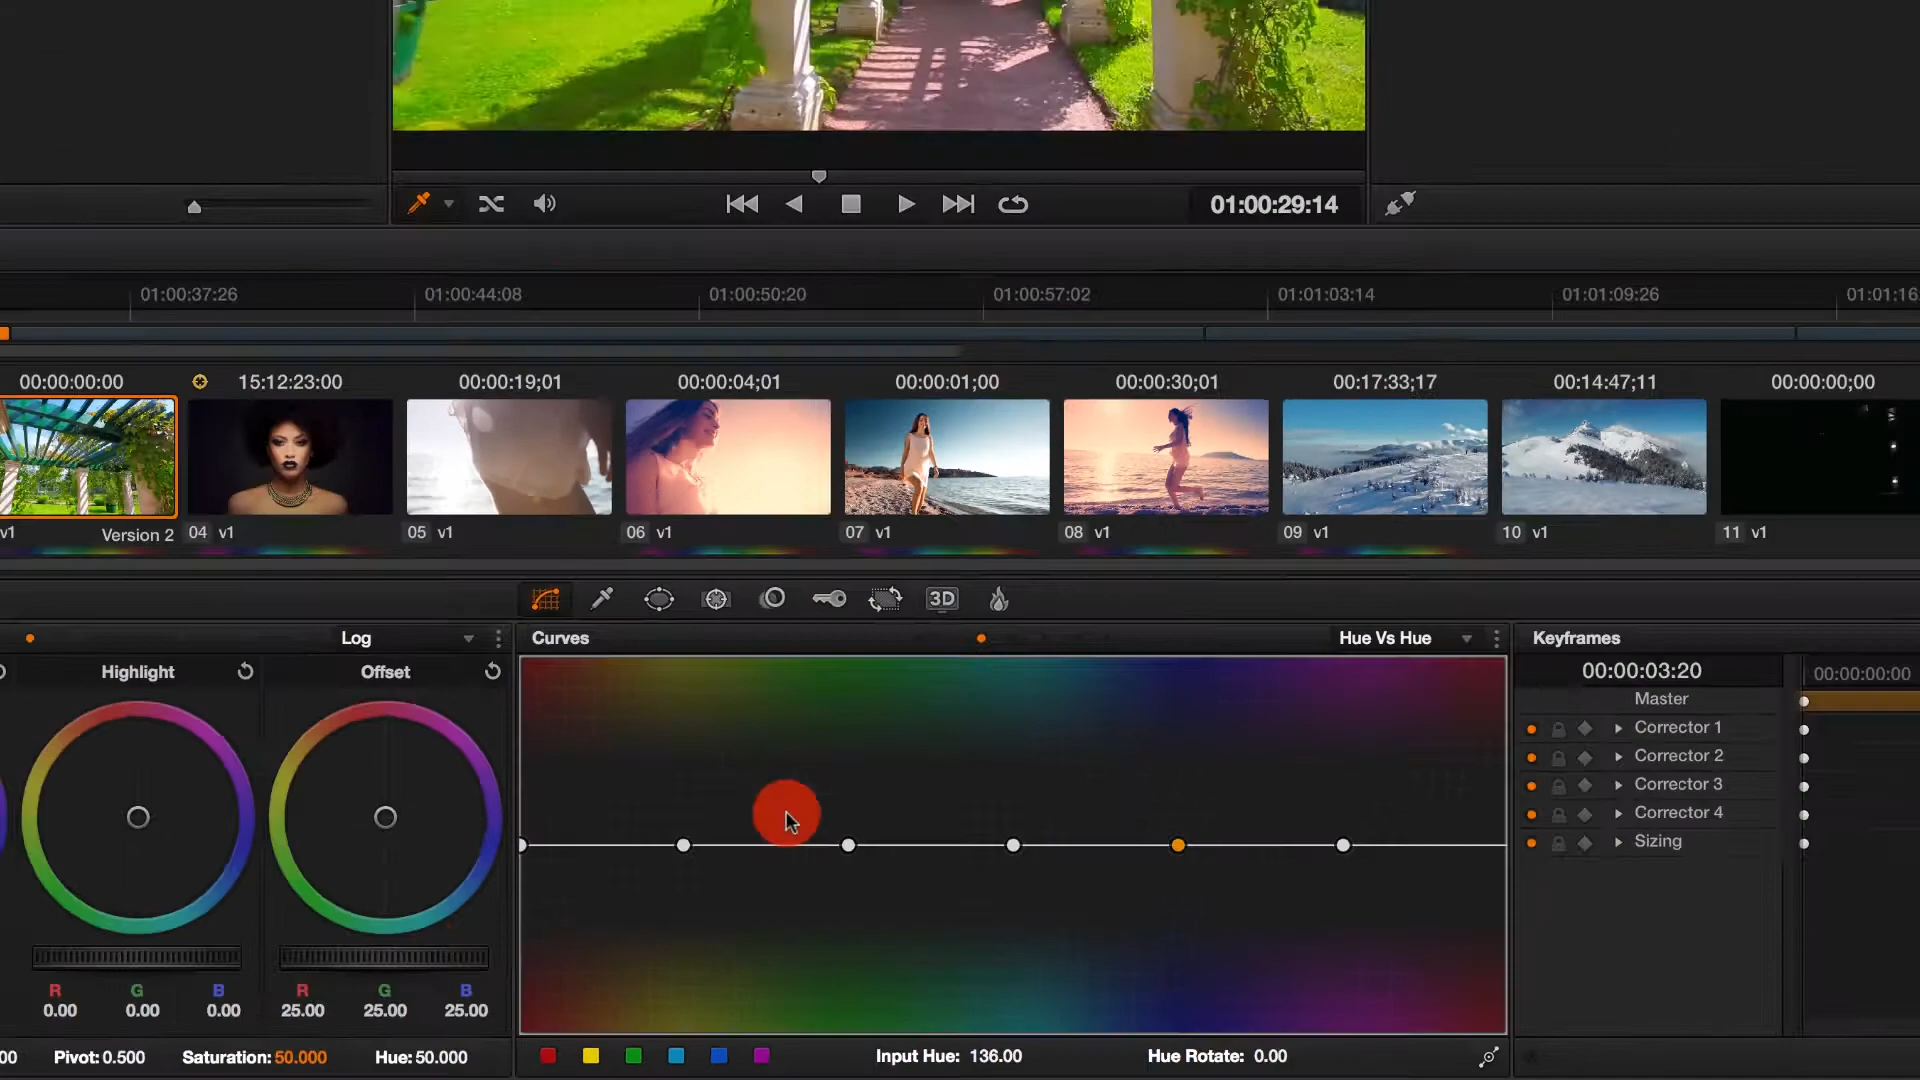 01:00:29:14
01:00:37:26 01:00:44:08 01:00:50:20 01:00:57:02 01:01:03:14 01:01:09:26 01:01:16
00:00:00:00 15:12:23:00 00:00:19;01 00:00:04;01 00:00:01;00 00:00:30;01 00:17:33;17 00:14:47;11 00:00:00;00
v1 Version 2 04 v1 05 v1 06 v1 07 v1 08 v1 09 v1 10 v1 11 v1
3D
Log Curves Hue Vs Hue Keyframes
Highlight Offset 00:00:03:20 00:00:00:00
Master
Corrector 1
Corrector 2
Corrector 3
Corrector 4
Sizing
R G B R G B
0.00 0.00 0.00 25.00 25.00 25.00
00 Pivot: 0.500 Saturation: 50.000 Hue: 50.000 Input Hue: 136.00 Hue Rotate: 0.00